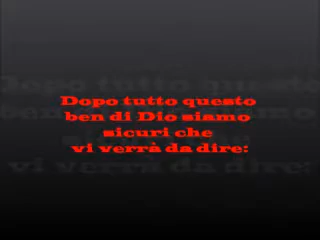 Dopo tutto questo
ben di Dio siamo
sicuri che
vi verrà da dire: